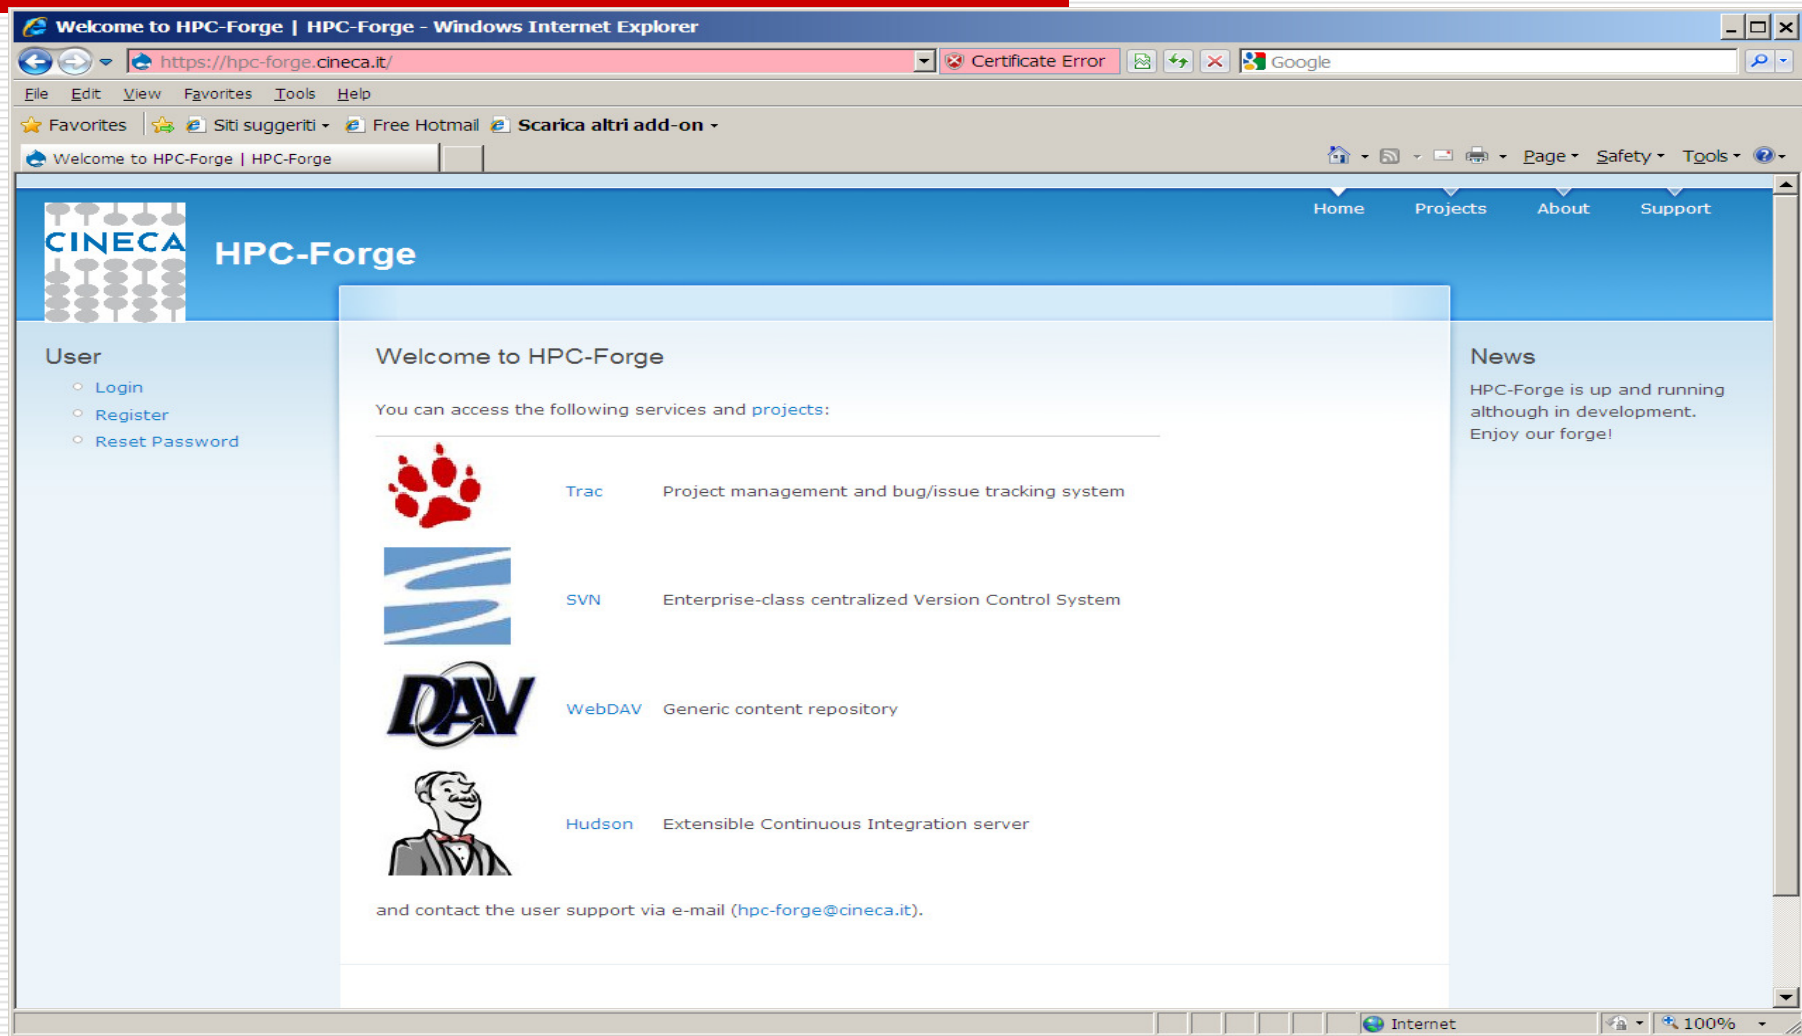 Welcome to HPC-Forge | HPC-Forge - Windows Internet Explorer
https://hpc-forge.cineca.it/
Certificate Error
Google
File Edit View Favorites Tools Help
Favorites Siti suggeriti Free Hotmail Scarica altri add-on
Welcome to HPC-Forge | HPC-Forge
Page Safety Tools
Home Projects About Support
CINECA
HPC-Forge
User
Login
Register
Reset Password
Welcome to HPC-Forge
You can access the following services and projects:
Trac Project management and bug/issue tracking system
SVN Enterprise-class centralized Version Control System
DAV
WebDAV Generic content repository
Hudson Extensible Continuous Integration server
and contact the user support via e-mail (hpc-forge@cineca.it).
News
HPC-Forge is up and running
although in development.
Enjoy our forge!
Internet
100%